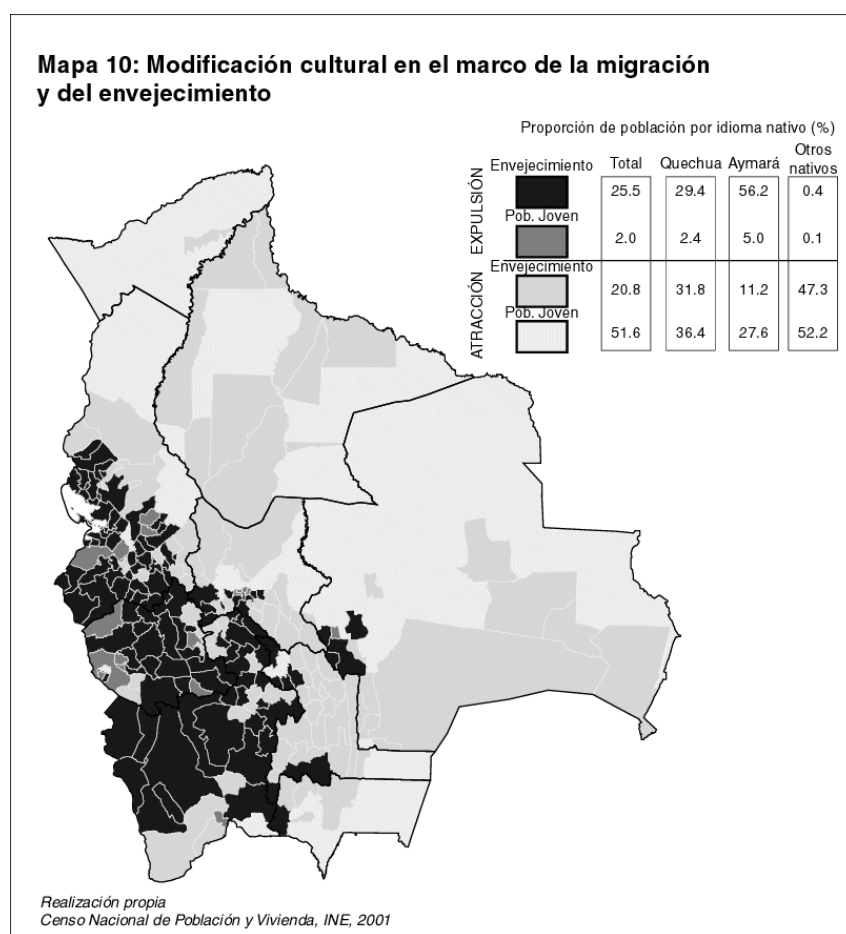 Mapa 10: Modificación cultural en el marco de la migración
y del envejecimiento
Proporción de población por idioma nativo (%)
Envejecimiento Total Quechua Aymará Otros nativos
EXPULSIÓN
25.5 29.4 56.2 0.4
Pob. Joven
2.0 2.4 5.0 0.1
ATRACCIÓN
Envejecimiento
20.8 31.8 11.2 47.3
Pob. Joven
51.6 36.4 27.6 52.2
Realización propia
Censo Nacional de Población y Vivienda, INE, 2001